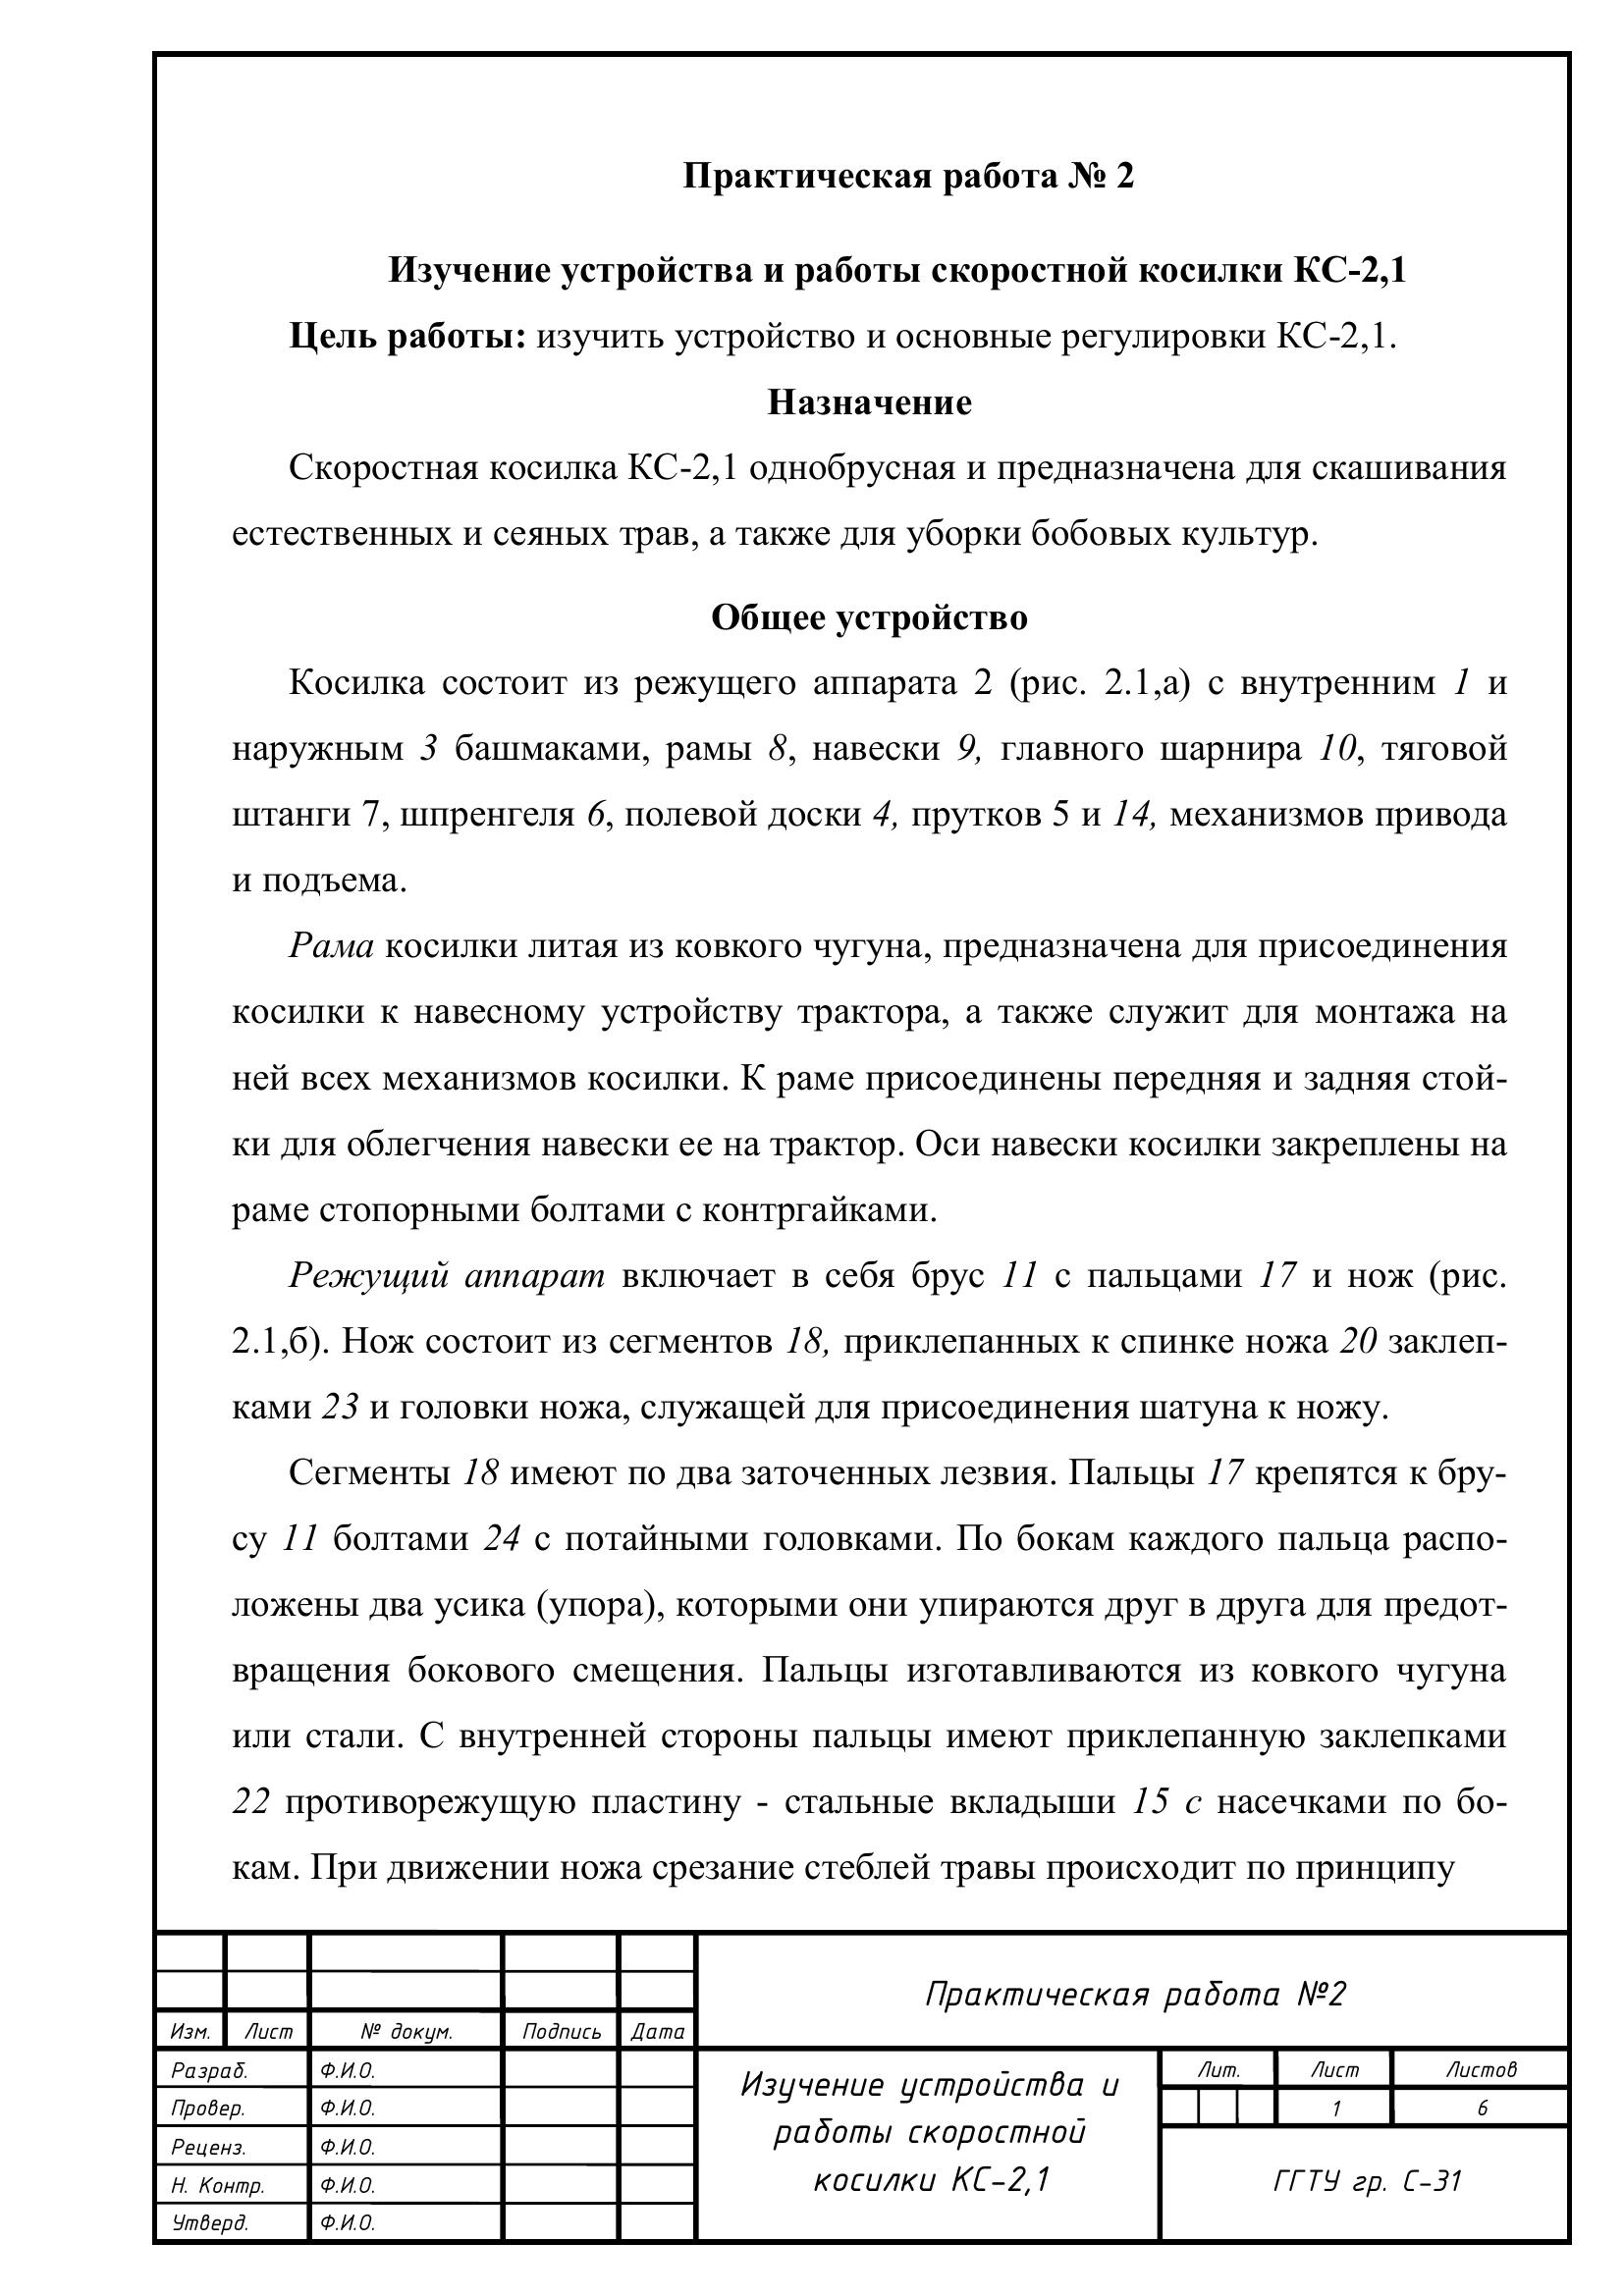 Практическая работа № 2
Изучение устройства и работы скоростной косилки КС-2,1
Цель работы: изучить устройство и основные регулировки КС-2,1.
Назначение
Скоростная косилка КС-2,1 однобрусная и предназначена для скашивания
естественных и сеяных трав, а также для уборки бобовых культур.
Общее устройство
Косилка состоит из режущего аппарата 2 (рис. 2.1,а) с внутренним 1 и
наружным 3 башмаками, рамы 8, навески 9, главного шарнира 10, тяговой
штанги 7, шпренгеля 6, полевой доски 4, прутков 5 и 14, механизмов привода
и подъема.
Рама косилки литая из ковкого чугуна, предназначена для присоединения
косилки к навесному устройству трактора, а также служит для монтажа на
ней всех механизмов косилки. К раме присоединены передняя и задняя стой-
ки для облегчения навески ее на трактор. Оси навески косилки закреплены на
раме стопорными болтами с контргайками.
Режущий аппарат включает в себя брус 11 с пальцами 17 и нож (рис.
2.1,б). Нож состоит из сегментов 18, приклепанных к спинке ножа 20 заклеп-
ками 23 и головки ножа, служащей для присоединения шатуна к ножу.
Сегменты 18 имеют по два заточенных лезвия. Пальцы 17 крепятся к бру-
су 11 болтами 24 с потайными головками. По бокам каждого пальца распо-
ложены два усика (упора), которыми они упираются друг в друга для предот-
вращения бокового смещения. Пальцы изготавливаются из ковкого чугуна
или стали. С внутренней стороны пальцы имеют приклепанную заклепками
22 противорежущую пластину - стальные вкладыши 15 с насечками по бо-
кам. При движении ножа срезание стеблей травы происходит по принципу
Практическая работа №2
Изм. Лист № докум. Подпись Дата
Разраб. Ф.И.О.
Провер. Ф.И.О.
Реценз. Ф.И.О.
Н. Контр. Ф.И.О.
Утверд. Ф.И.О.
Изучение устройства и
работы скоростной
косилки КС-2,1
Лит. Лист Листов
1 6
ГГТУ гр. С-31